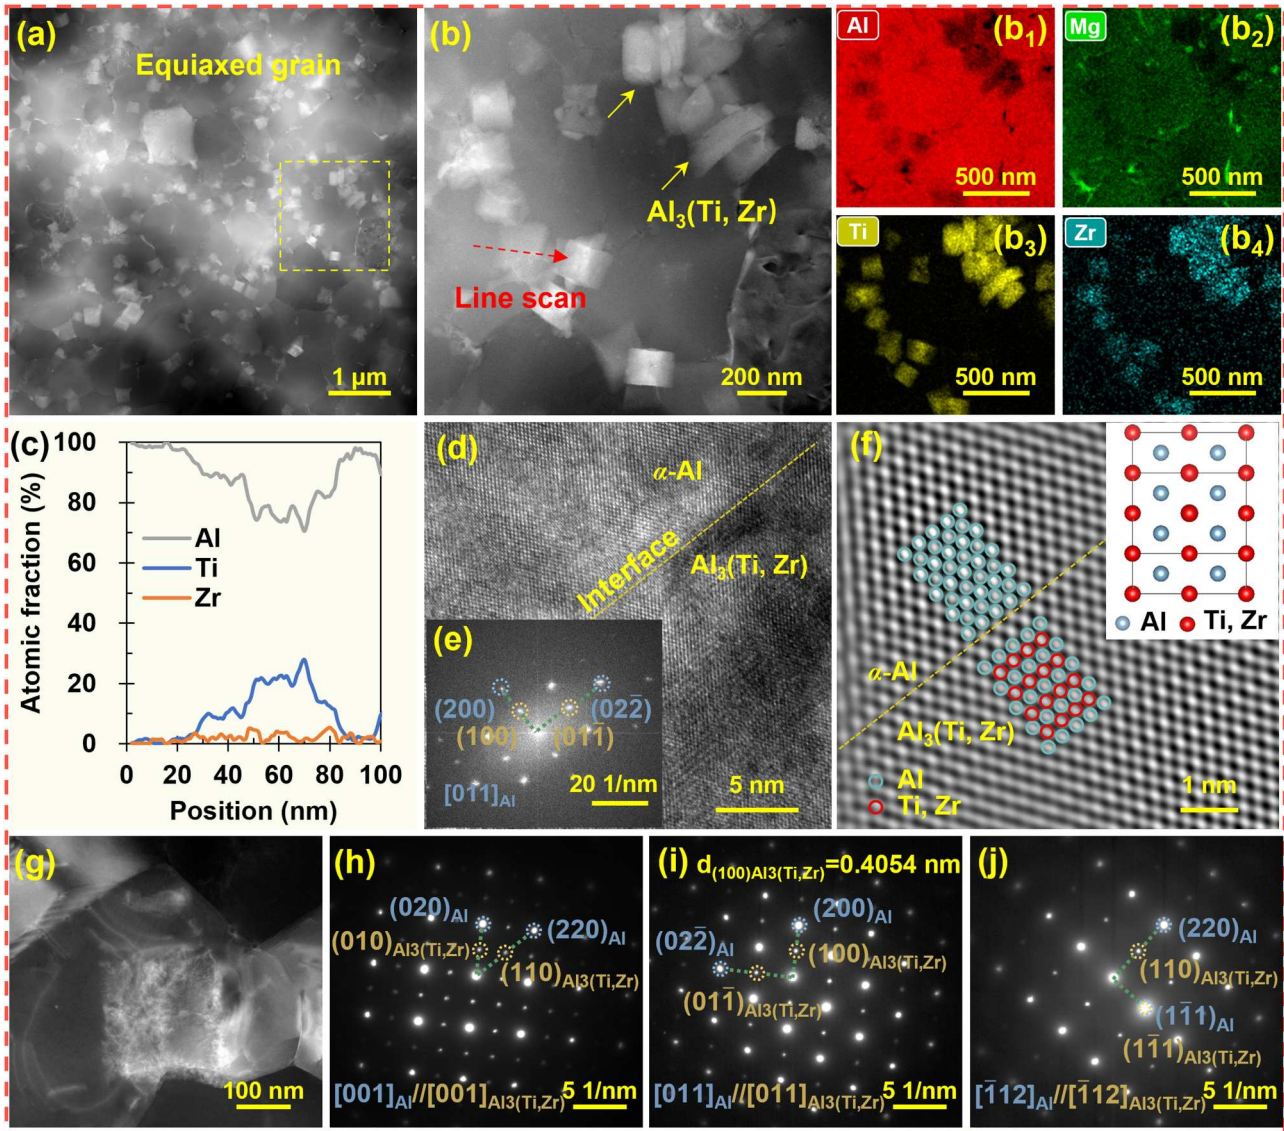 (a)
Equiaxed grain
1 μm
(b)
Al₃(Ti, Zr)
Line scan
200 nm
Al
(b₁)
500 nm
Mg
(b₂)
500 nm
Ti
(b₃)
500 nm
Zr
(b₄)
500 nm
(c)
Atomic fraction (%)
100
80
60
40
20
0
Al
Ti
Zr
0 20 40 60 80 100
Position (nm)
(d)
α-Al
Interface
Al₃(Ti, Zr)
5 nm
(e)
(200)
(022̅)
(100)
(011̅)
[011]Al
20 1/nm
(f)
Al
Ti, Zr
α-Al
Al₃(Ti, Zr)
Al
Ti, Zr
1 nm
(g)
100 nm
(h)
(020)Al
(220)Al
(010)Al3(Ti,Zr)
(110)Al3(Ti,Zr)
[001]Al//[001]Al3(Ti,Zr)
5 1/nm
(i)
d(100)Al3(Ti,Zr)=0.4054 nm
(200)Al
(022̅)Al
(100)Al3(Ti,Zr)
(011̅)Al3(Ti,Zr)
[011]Al//[011]Al3(Ti,Zr)
5 1/nm
(j)
(220)Al
(110)Al3(Ti,Zr)
(11̅1)Al
(11̅1)Al3(Ti,Zr)
[1̅12]Al//[1̅12]Al3(Ti,Zr)
5 1/nm